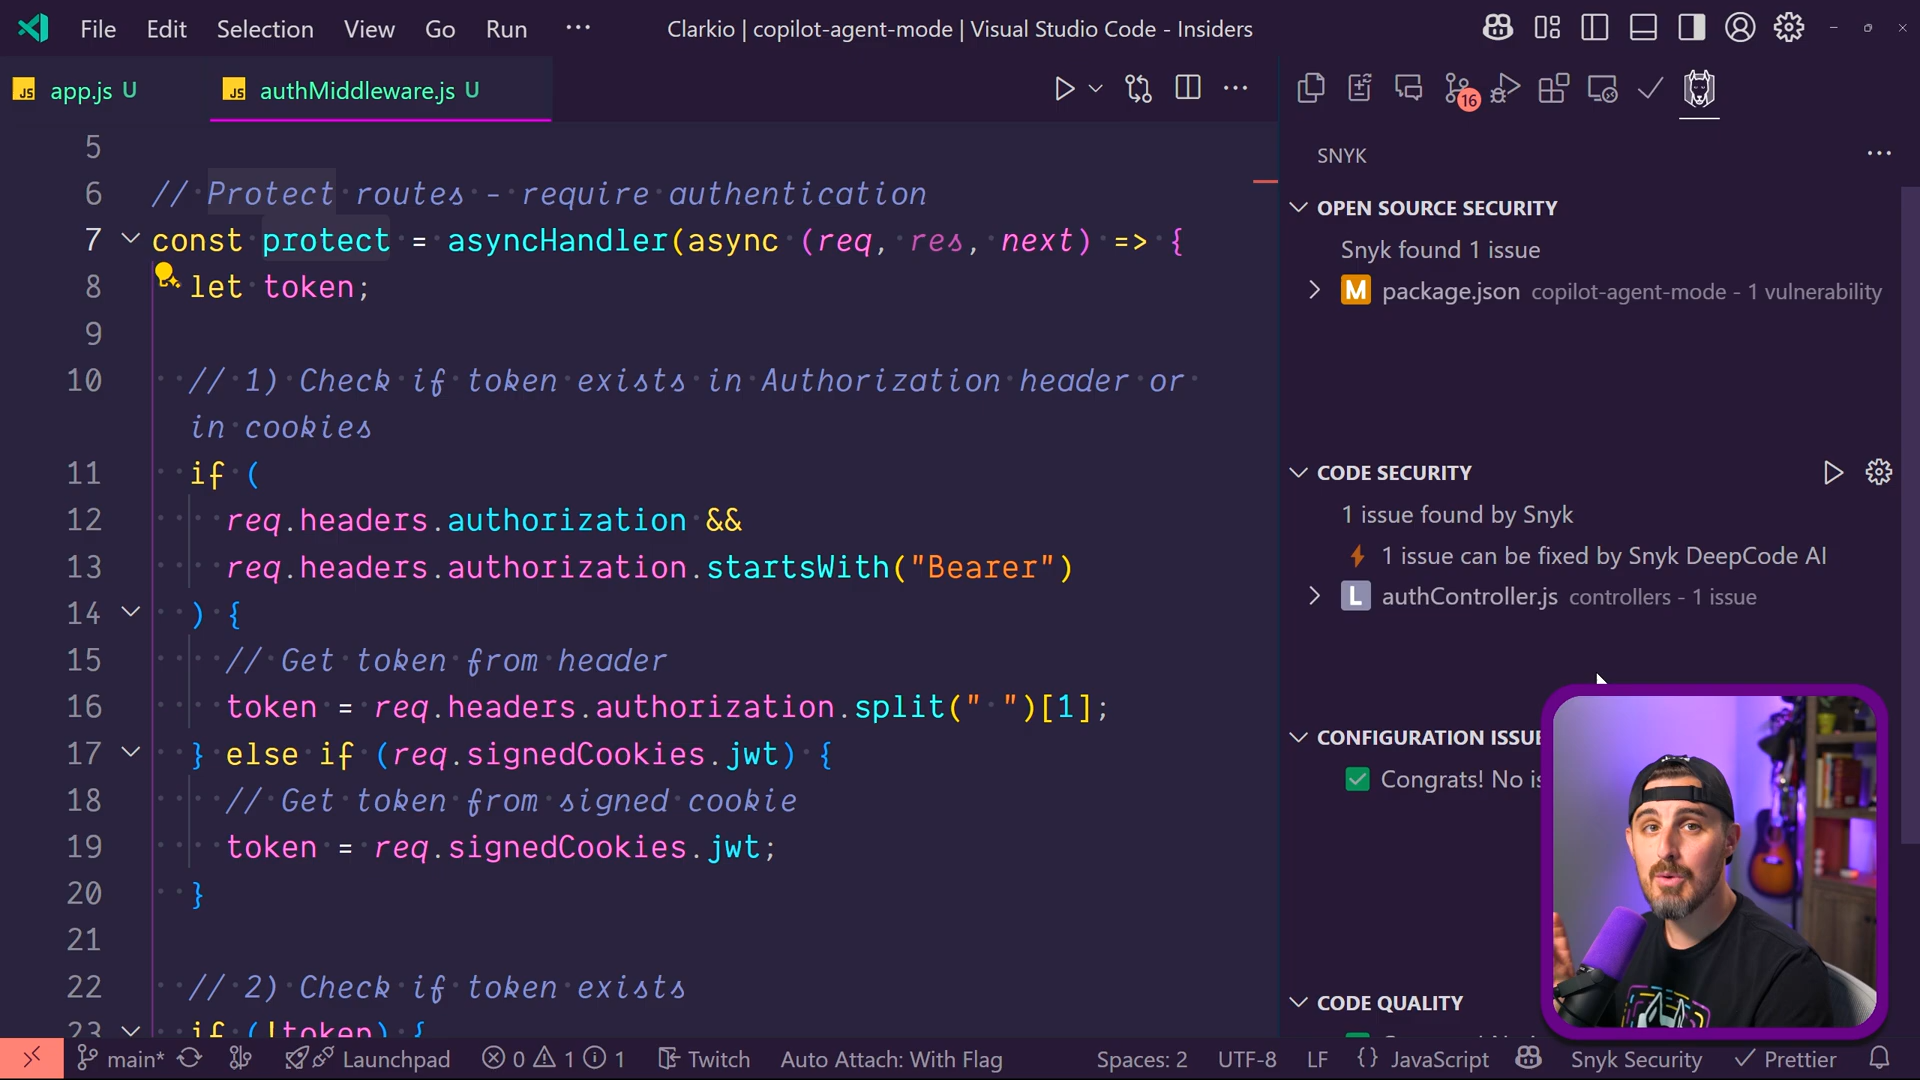 File Edit Selection View Go Run ··· Clarkio | copilot-agent-mode | Visual Studio Code - Insiders
JS app.js U JS authMiddleware.js U
5
6 // Protect routes - require authentication
7 const protect = asyncHandler(async (req, res, next) => {
8 let token;
9
10 // 1) Check if token exists in Authorization header or
in cookies
11 if (
12 req.headers.authorization &&
13 req.headers.authorization.startsWith("Bearer")
14 ) {
15 // Get token from header
16 token = req.headers.authorization.split(" ")[1];
17 } else if (req.signedCookies.jwt) {
18 // Get token from signed cookie
19 token = req.signedCookies.jwt;
20 }
21
22 // 2) Check if token exists
23 if (!token) {
16
SNYK
OPEN SOURCE SECURITY
Snyk found 1 issue
M package.json copilot-agent-mode - 1 vulnerability
CODE SECURITY
1 issue found by Snyk
1 issue can be fixed by Snyk DeepCode AI
L authController.js controllers - 1 issue
CONFIGURATION ISSUE
Congrats! No is
CODE QUALITY
main* Launchpad 0 1 1 Twitch Auto Attach: With Flag Spaces: 2 UTF-8 LF {} JavaScript Snyk Security Prettier